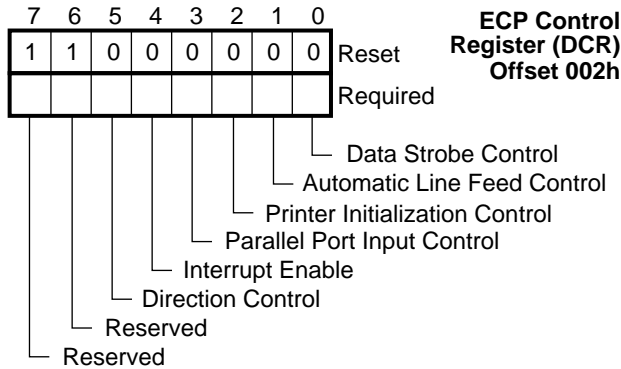 7 6 5 4 3 2 1 0
ECP Control
Register (DCR)
Offset 002h
1 1 0 0 0 0 0 0 Reset
Required
Data Strobe Control
Automatic Line Feed Control
Printer Initialization Control
Parallel Port Input Control
Interrupt Enable
Direction Control
Reserved
Reserved